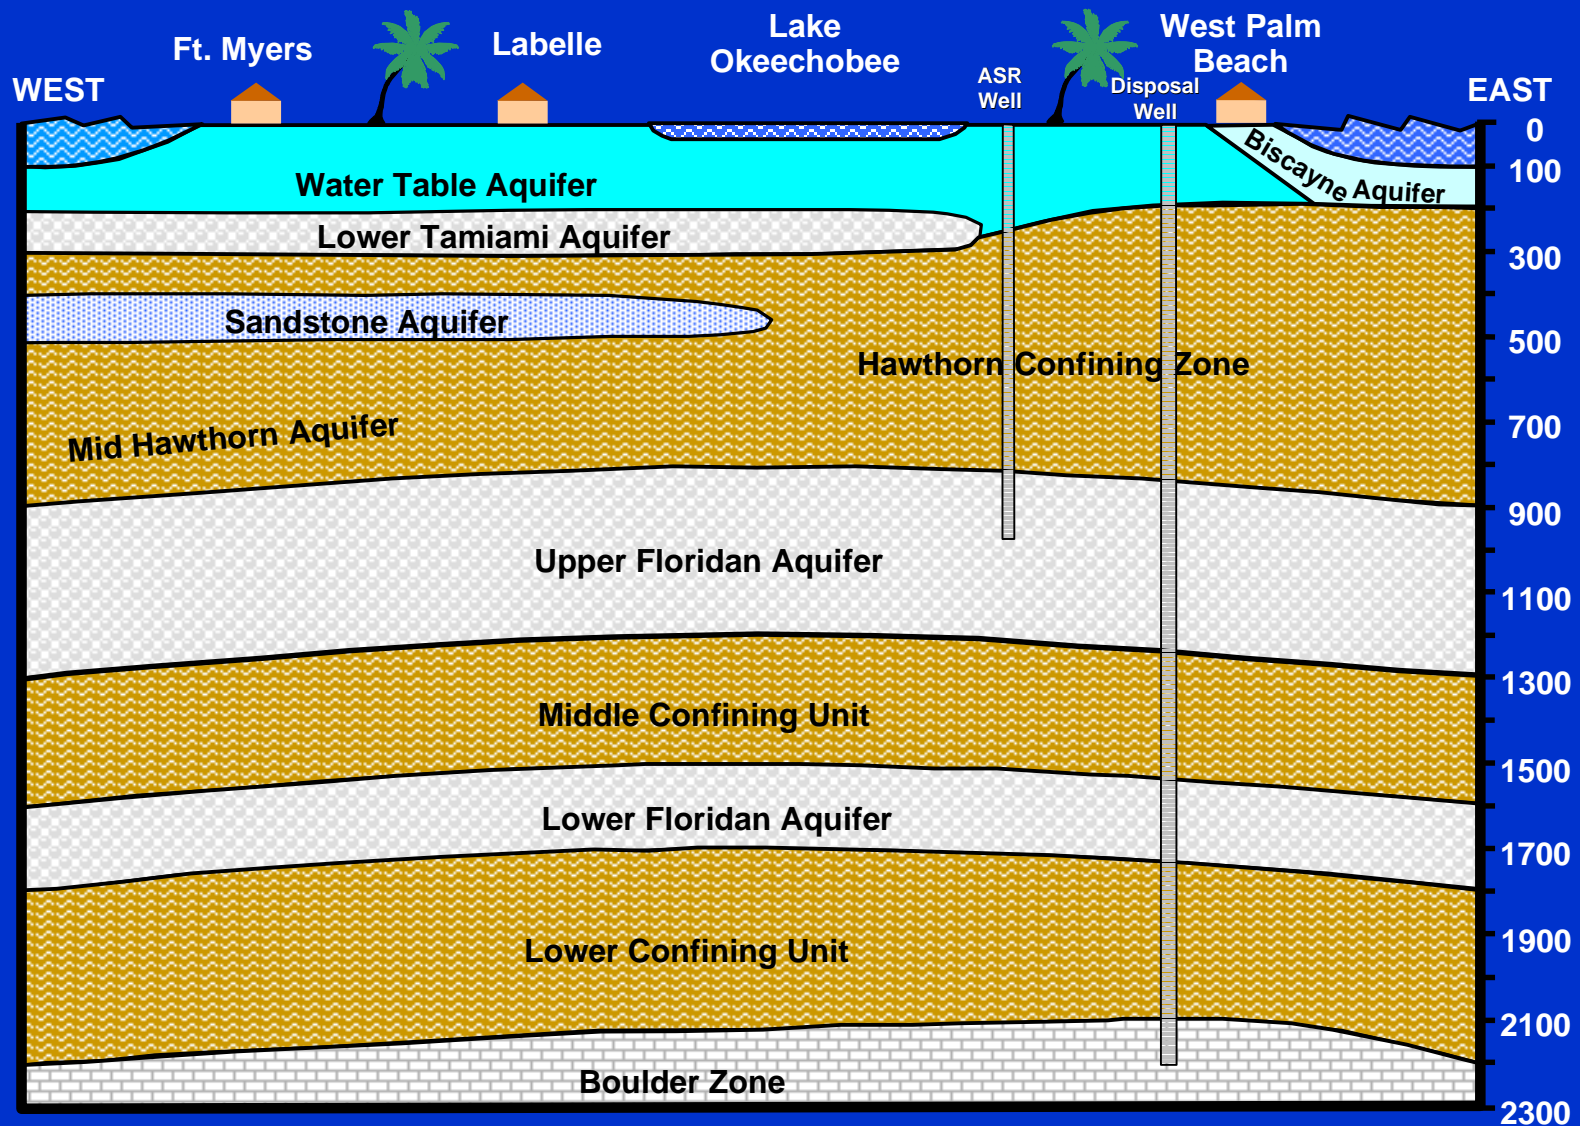 Ft. Myers
Labelle
Lake
Okeechobee
West Palm
Beach
WEST
ASR
Well
Disposal
Well
EAST
0
100
300
500
700
900
1100
1300
1500
1700
1900
2100
2300
Biscayne Aquifer
Water Table Aquifer
Lower Tamiami Aquifer
Sandstone Aquifer
Hawthorn Confining Zone
Mid Hawthorn Aquifer
Upper Floridan Aquifer
Middle Confining Unit
Lower Floridan Aquifer
Lower Confining Unit
Boulder Zone